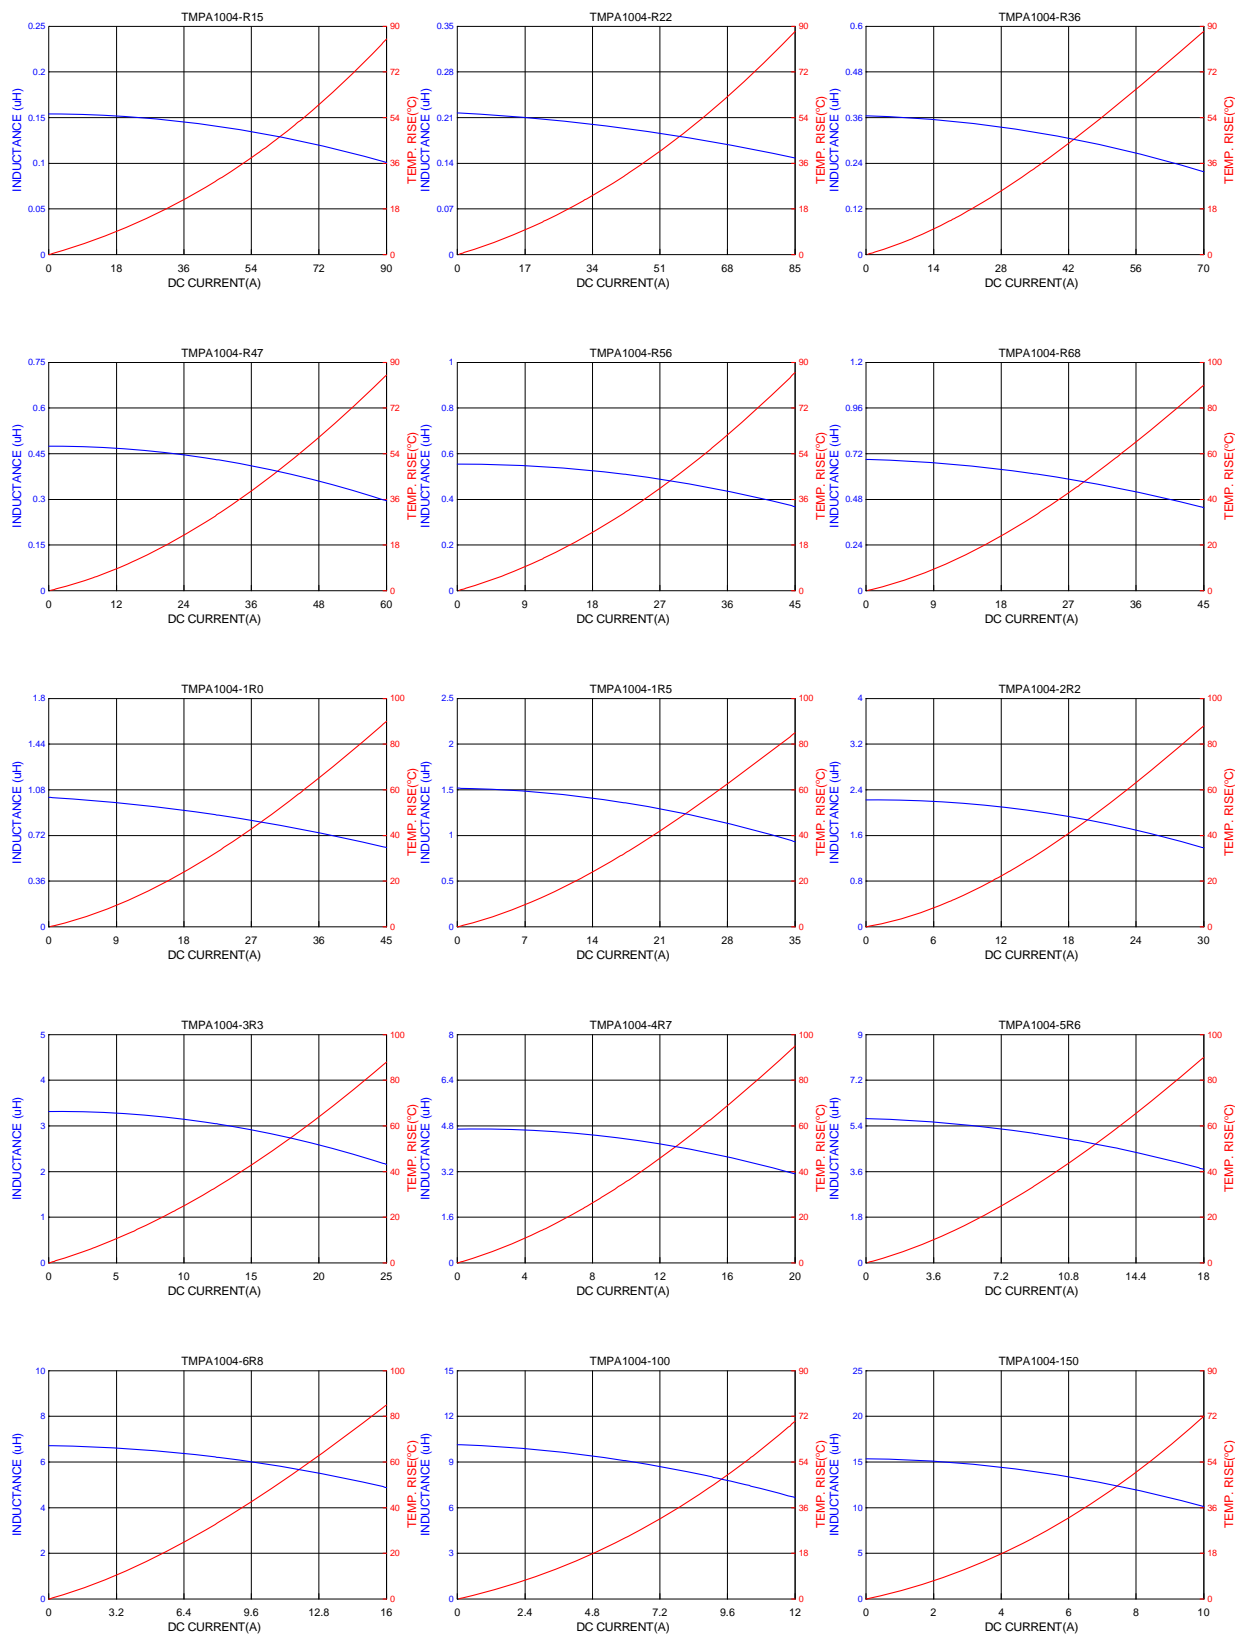 TMPA1004-R15
INDUCTANCE (uH)
0.25
0.2
0.15
0.1
0.05
0
90
72
54
36
18
0
TEMP. RISE(°C)
0 18 36 54 72 90
DC CURRENT(A)
TMPA1004-R22
INDUCTANCE (uH)
0.35
0.28
0.21
0.14
0.07
0
90
72
54
36
18
0
TEMP. RISE(°C)
0 17 34 51 68 85
DC CURRENT(A)
TMPA1004-R36
INDUCTANCE (uH)
0.6
0.48
0.36
0.24
0.12
0
90
72
54
36
18
0
TEMP. RISE(°C)
0 14 28 42 56 70
DC CURRENT(A)
TMPA1004-R47
INDUCTANCE (uH)
0.75
0.6
0.45
0.3
0.15
0
90
72
54
36
18
0
TEMP. RISE(°C)
0 12 24 36 48 60
DC CURRENT(A)
TMPA1004-R56
INDUCTANCE (uH)
1
0.8
0.6
0.4
0.2
0
90
72
54
36
18
0
TEMP. RISE(°C)
0 9 18 27 36 45
DC CURRENT(A)
TMPA1004-R68
INDUCTANCE (uH)
1.2
0.96
0.72
0.48
0.24
0
100
80
60
40
20
0
TEMP. RISE(°C)
0 9 18 27 36 45
DC CURRENT(A)
TMPA1004-1R0
INDUCTANCE (uH)
1.8
1.44
1.08
0.72
0.36
0
100
80
60
40
20
0
TEMP. RISE(°C)
0 9 18 27 36 45
DC CURRENT(A)
TMPA1004-1R5
INDUCTANCE (uH)
2.5
2
1.5
1
0.5
0
100
80
60
40
20
0
TEMP. RISE(°C)
0 7 14 21 28 35
DC CURRENT(A)
TMPA1004-2R2
INDUCTANCE (uH)
4
3.2
2.4
1.6
0.8
0
100
80
60
40
20
0
TEMP. RISE(°C)
0 6 12 18 24 30
DC CURRENT(A)
TMPA1004-3R3
INDUCTANCE (uH)
5
4
3
2
1
0
100
80
60
40
20
0
TEMP. RISE(°C)
0 5 10 15 20 25
DC CURRENT(A)
TMPA1004-4R7
INDUCTANCE (uH)
8
6.4
4.8
3.2
1.6
0
100
80
60
40
20
0
TEMP. RISE(°C)
0 4 8 12 16 20
DC CURRENT(A)
TMPA1004-5R6
INDUCTANCE (uH)
9
7.2
5.4
3.6
1.8
0
100
80
60
40
20
0
TEMP. RISE(°C)
0 3.6 7.2 10.8 14.4 18
DC CURRENT(A)
TMPA1004-6R8
INDUCTANCE (uH)
10
8
6
4
2
0
100
80
60
40
20
0
TEMP. RISE(°C)
0 3.2 6.4 9.6 12.8 16
DC CURRENT(A)
TMPA1004-100
INDUCTANCE (uH)
15
12
9
6
3
0
90
72
54
36
18
0
TEMP. RISE(°C)
0 2.4 4.8 7.2 9.6 12
DC CURRENT(A)
TMPA1004-150
INDUCTANCE (uH)
25
20
15
10
5
0
90
72
54
36
18
0
TEMP. RISE(°C)
0 2 4 6 8 10
DC CURRENT(A)